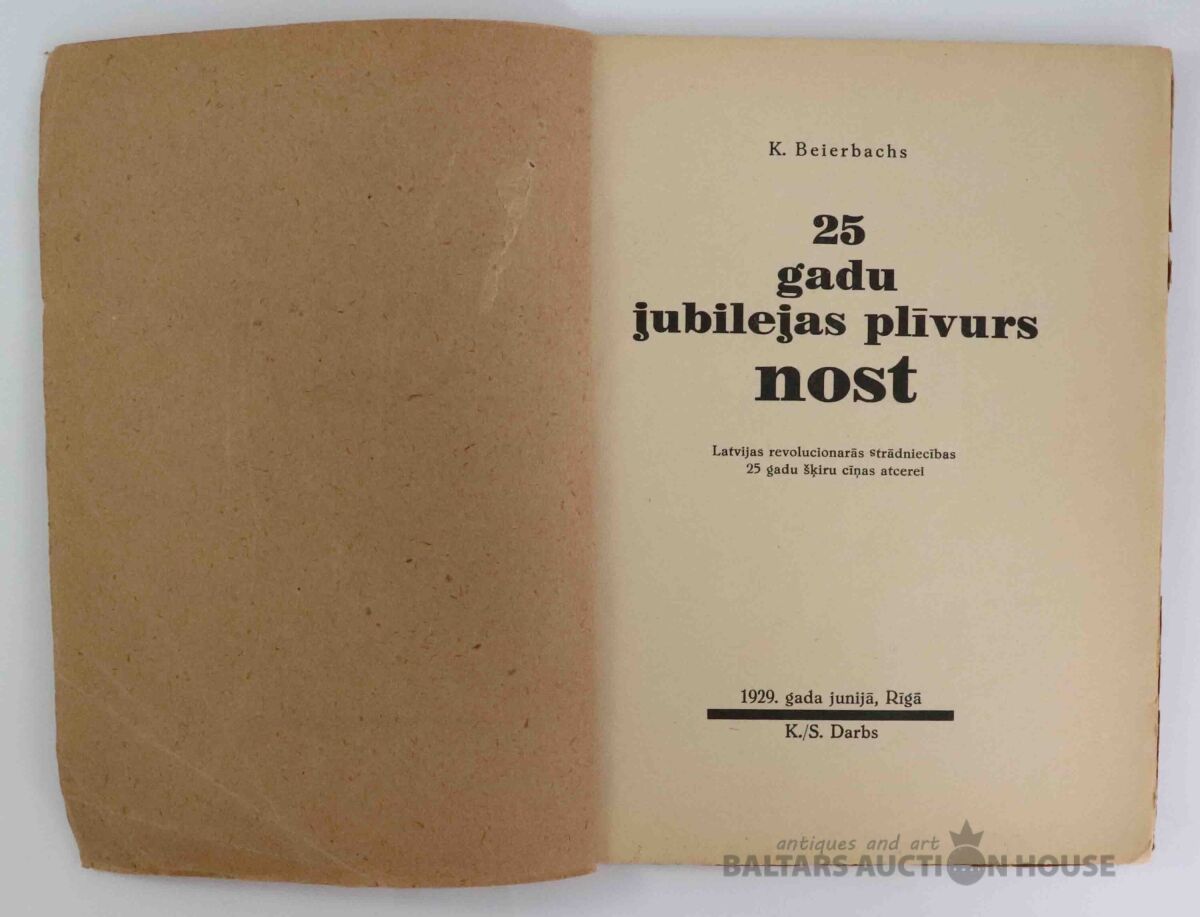 K. Beierbachs
25
gadu
jubilejas plīvurs
nost
Latvijas revolucionarās strādniecības
25 gadu šķiru cīņas atcerei
1929. gada junijā, Rīgā
K./S. Darbs
antiques and art
BALTARS AUCTION HOUSE